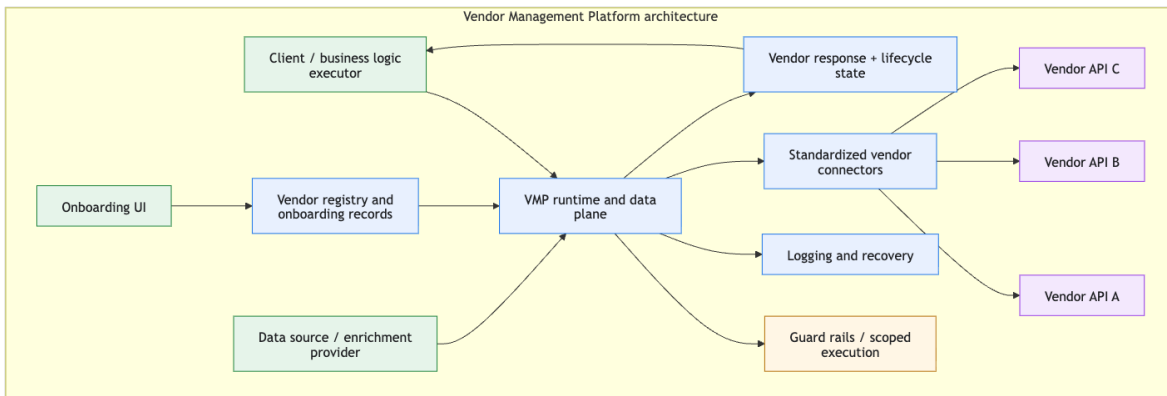 Vendor Management Platform architecture
Client / business logic
executor
Vendor response + lifecycle
state
Vendor API C
Standardized vendor
connectors
Vendor API B
Onboarding UI
Vendor registry and
onboarding records
VMP runtime and data
plane
Logging and recovery
Vendor API A
Data source / enrichment
provider
Guard rails / scoped
execution